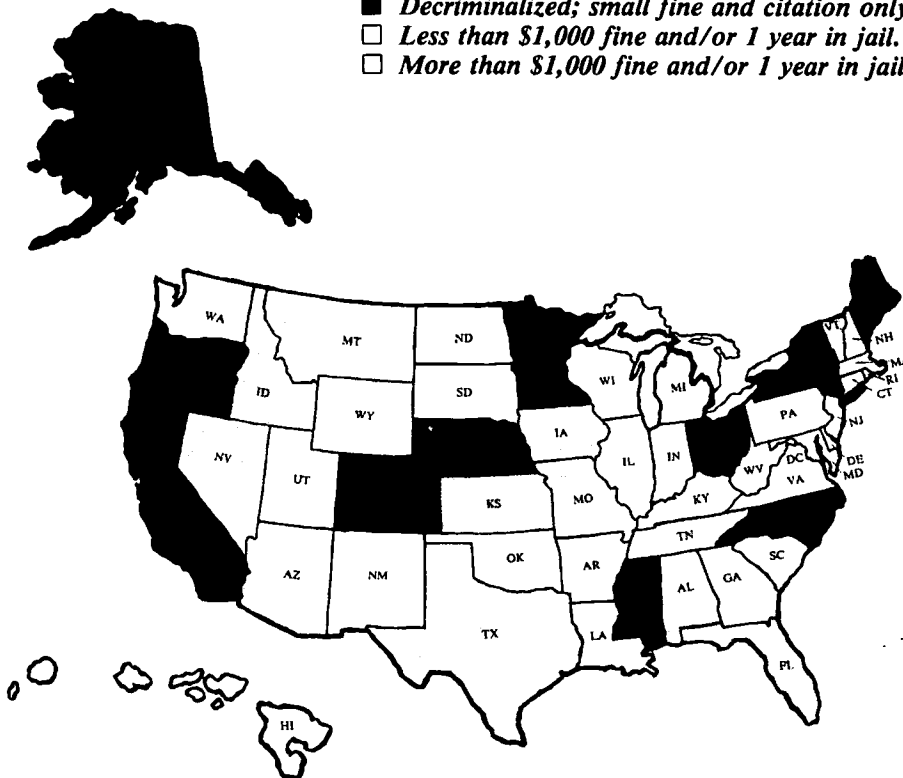 ■ Decriminalized; small fine and citation only
□ Less than $1,000 fine and/or 1 year in jail.
□ More than $1,000 fine and/or 1 year in jail
WA
MT
ND
VT
NH
MA
RI
CT
ID
WY
SD
WI
MI
PA
NJ
NV
UT
IA
IL
IN
WV
DC
DE
MD
VA
KS
MO
KY
AZ
NM
OK
AR
TN
SC
TX
LA
AL
GA
FL
HI